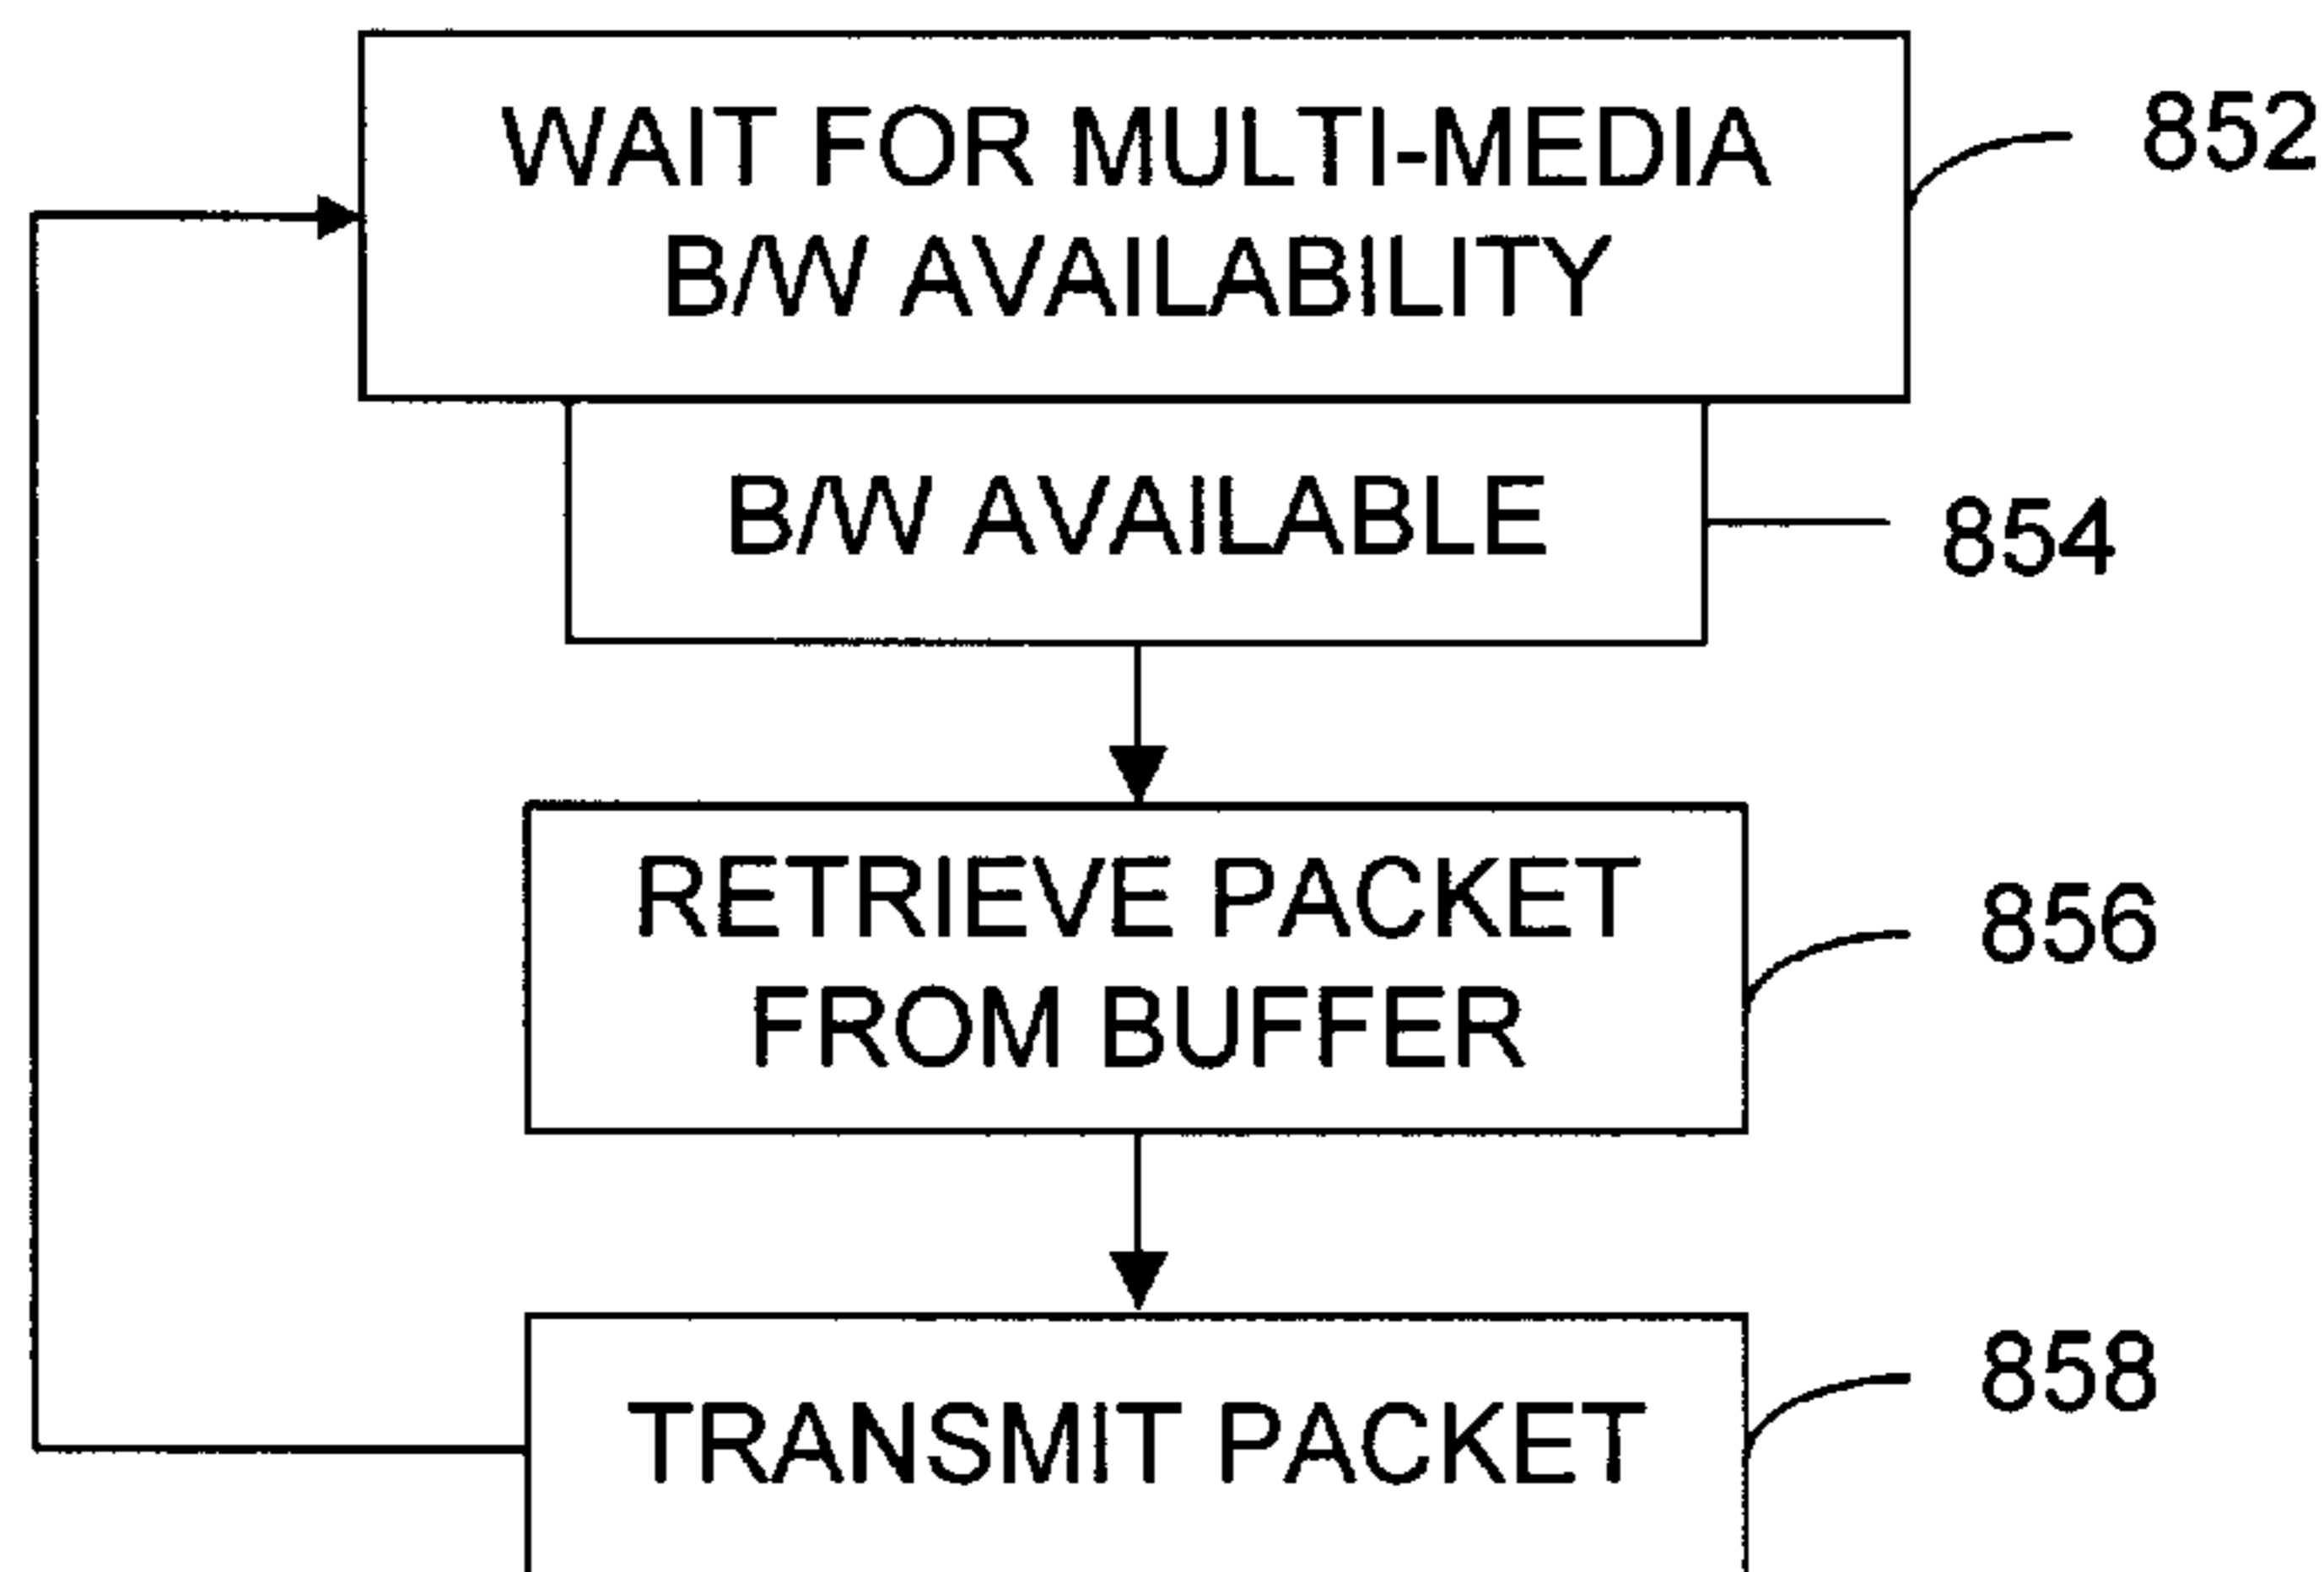 WAIT FOR MULTI-MEDIA
B/W AVAILABILITY
852
B/W AVAILABLE
854
RETRIEVE PACKET
FROM BUFFER
856
TRANSMIT PACKET
858